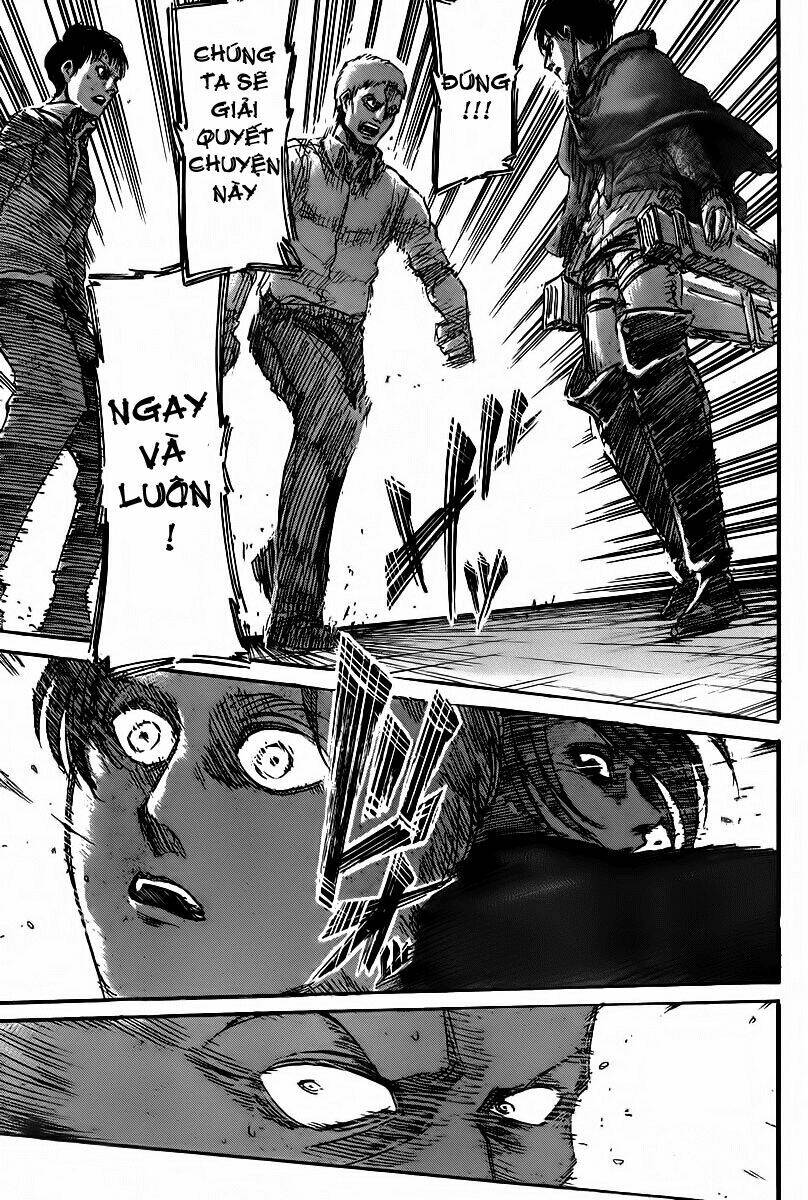 ĐÚNG
!!!
CHÚNG
TA SẼ
GIẢI
QUYẾT
CHUYỆN
NÀY
NGAY
VÀ
LUÔN
!